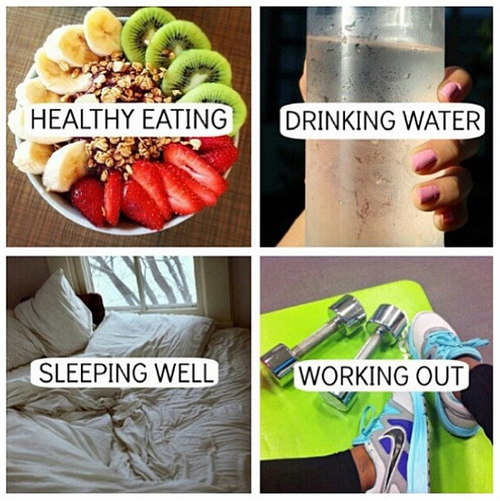 HEALTHY EATING
DRINKING WATER
SLEEPING WELL
WORKING OUT